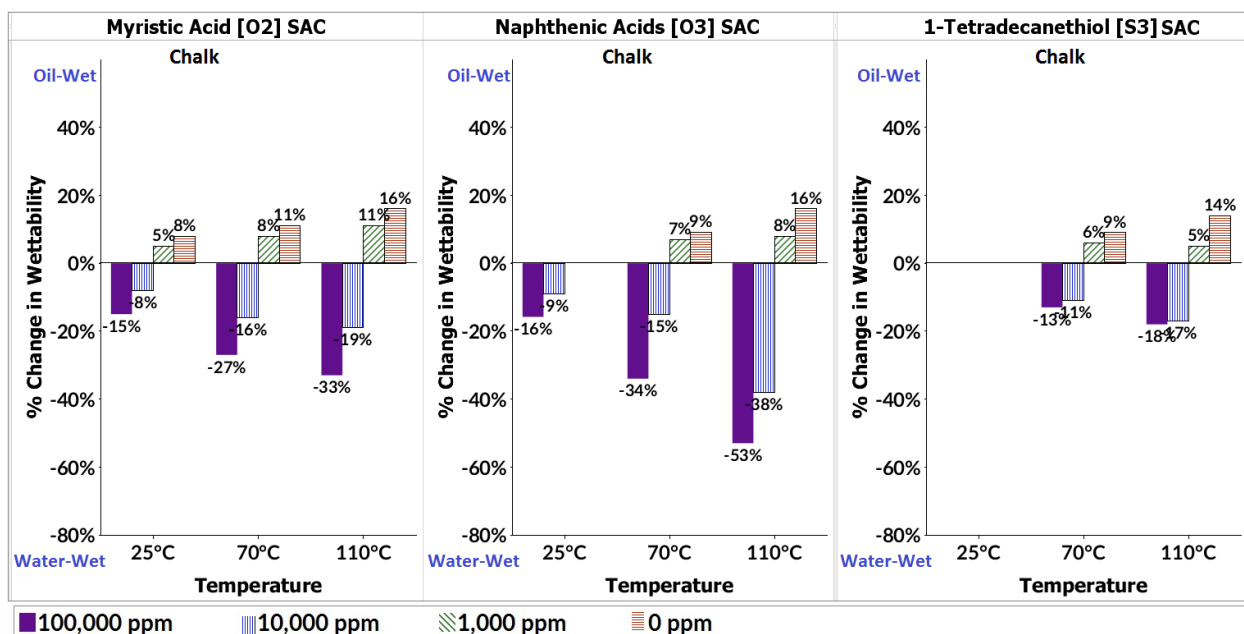 Myristic Acid [O2] SAC
Naphthenic Acids [O3] SAC
1-Tetradecanethiol [S3] SAC
Chalk
Oil-Wet
% Change in Wettability
40%
20%
0%
-20%
-40%
-60%
-80%
Water-Wet
-15%
-8%
5%
8%
-27%
-16%
8%
11%
-33%
-19%
11%
16%
25°C
70°C
110°C
Temperature
Chalk
Oil-Wet
% Change in Wettability
40%
20%
0%
-20%
-40%
-60%
-80%
Water-Wet
-16%
-9%
-34%
-15%
7%
9%
-53%
-38%
8%
16%
25°C
70°C
110°C
Temperature
Chalk
Oil-Wet
% Change in Wettability
40%
20%
0%
-20%
-40%
-60%
-80%
Water-Wet
-13%
-11%
6%
9%
-18%
-17%
5%
14%
25°C
70°C
110°C
Temperature
100,000 ppm
10,000 ppm
1,000 ppm
0 ppm